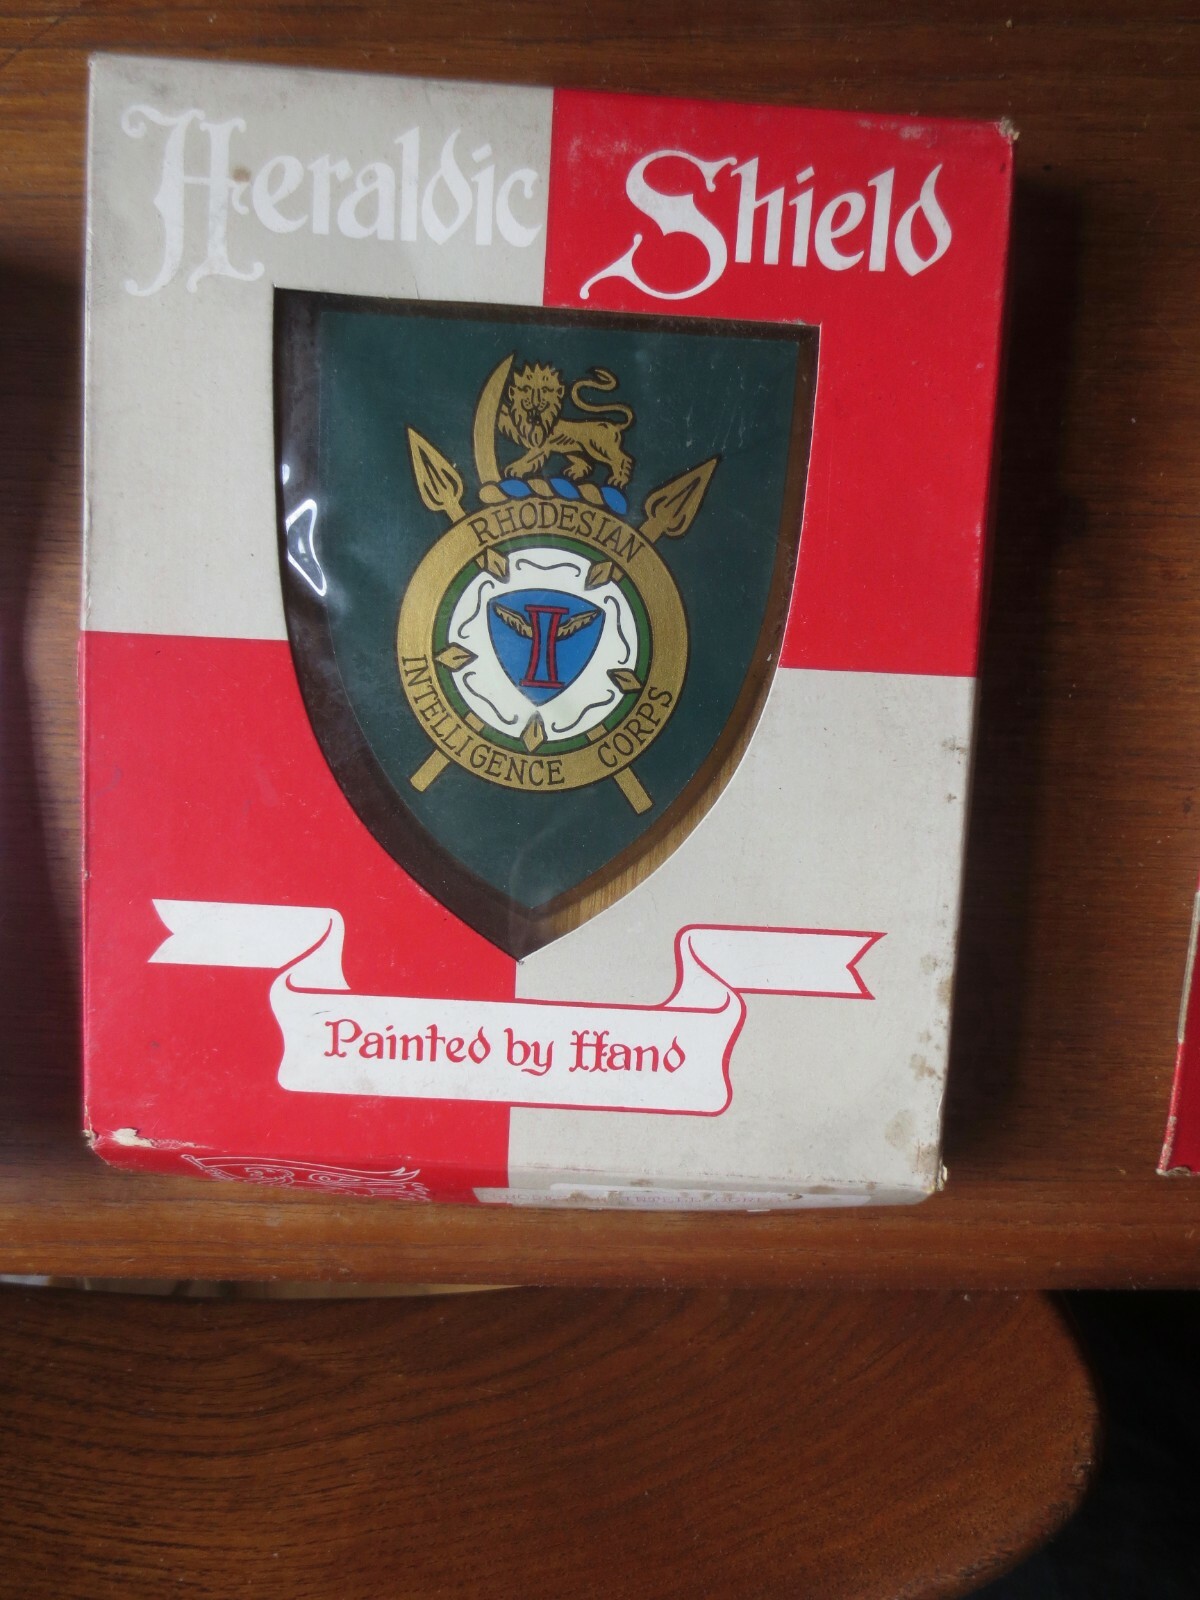 Heraldic Shield
RHODESIAN
INTELLIGENCE CORPS
Painted by Hand